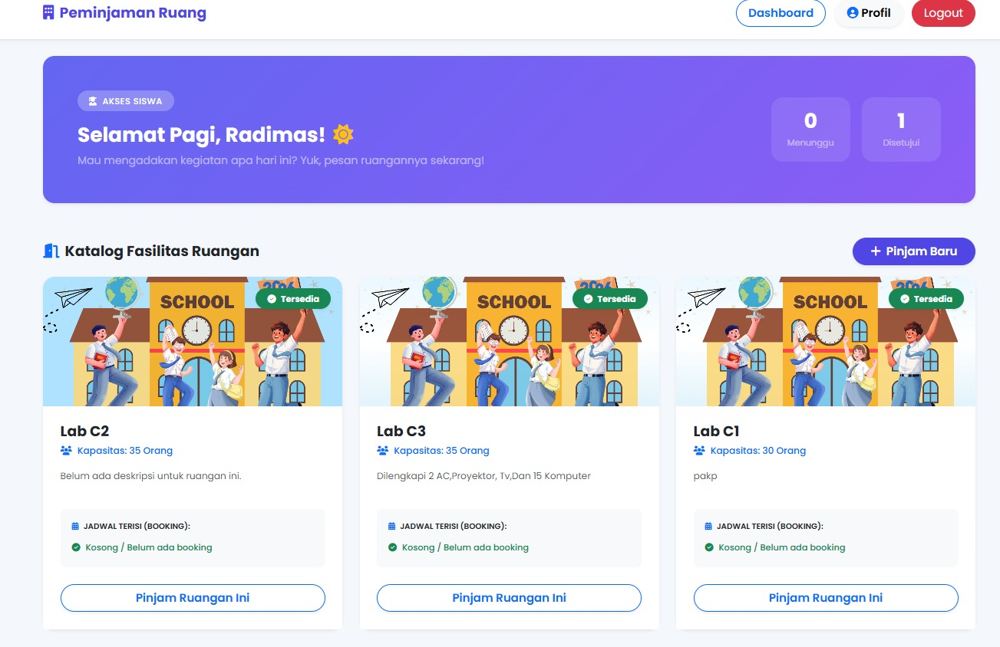 Peminjaman Ruang
Dashboard
Profil
Logout
AKSES SISWA
Selamat Pagi, Radimas!
Mau mengadakan kegiatan apa hari ini? Yuk, pesan ruangannya sekarang!
0
Menunggu
1
Disetujui
Katalog Fasilitas Ruangan
+ Pinjam Baru
SCHOOL
Tersedia
Lab C2
Kapasitas: 35 Orang
Belum ada deskripsi untuk ruangan ini.
JADWAL TERISI (BOOKING):
Kosong / Belum ada booking
Pinjam Ruangan Ini
SCHOOL
Tersedia
Lab C3
Kapasitas: 35 Orang
Dilengkapi 2 AC,Proyektor, Tv,Dan 15 Komputer
JADWAL TERISI (BOOKING):
Kosong / Belum ada booking
Pinjam Ruangan Ini
SCHOOL
Tersedia
Lab C1
Kapasitas: 30 Orang
pakp
JADWAL TERISI (BOOKING):
Kosong / Belum ada booking
Pinjam Ruangan Ini